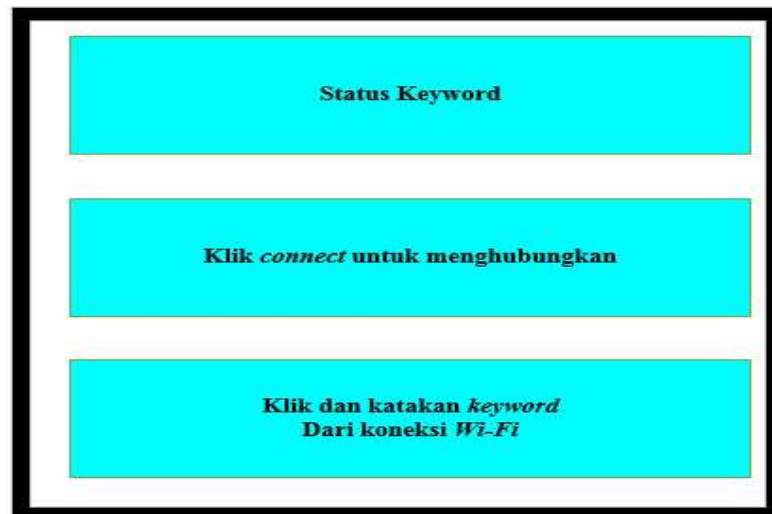 Status Keyword
Klik connect untuk menghubungkan
Klik dan katakan keyword
Dari koneksi Wi-Fi